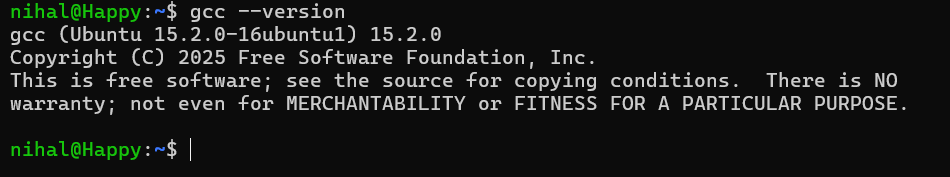 nihal@Happy:~$ gcc --version
gcc (Ubuntu 15.2.0-16ubuntu1) 15.2.0
Copyright (C) 2025 Free Software Foundation, Inc.
This is free software; see the source for copying conditions.  There is NO
warranty; not even for MERCHANTABILITY or FITNESS FOR A PARTICULAR PURPOSE.
nihal@Happy:~$